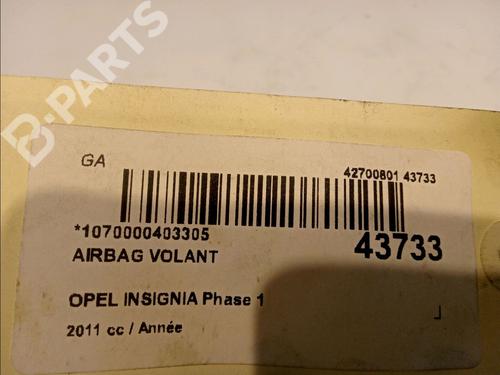 B-PARTS
GA
42700801 43733
*1070000403305
43733
AIRBAG VOLANT
OPEL INSIGNIA Phase 1
2011 cc / Année